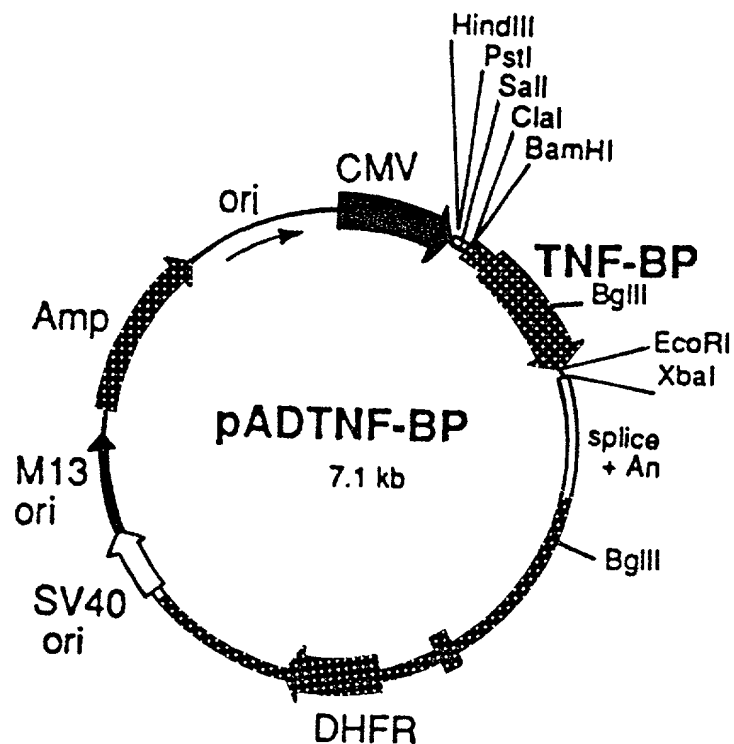 HindIII
PstI
SalI
ClaI
BamHI
CMV
ori
TNF-BP
BglII
Amp
EcoRI
XbaI
pADTNF-BP
7.1 kb
splice
+ An
M13
ori
BglII
SV40
ori
DHFR